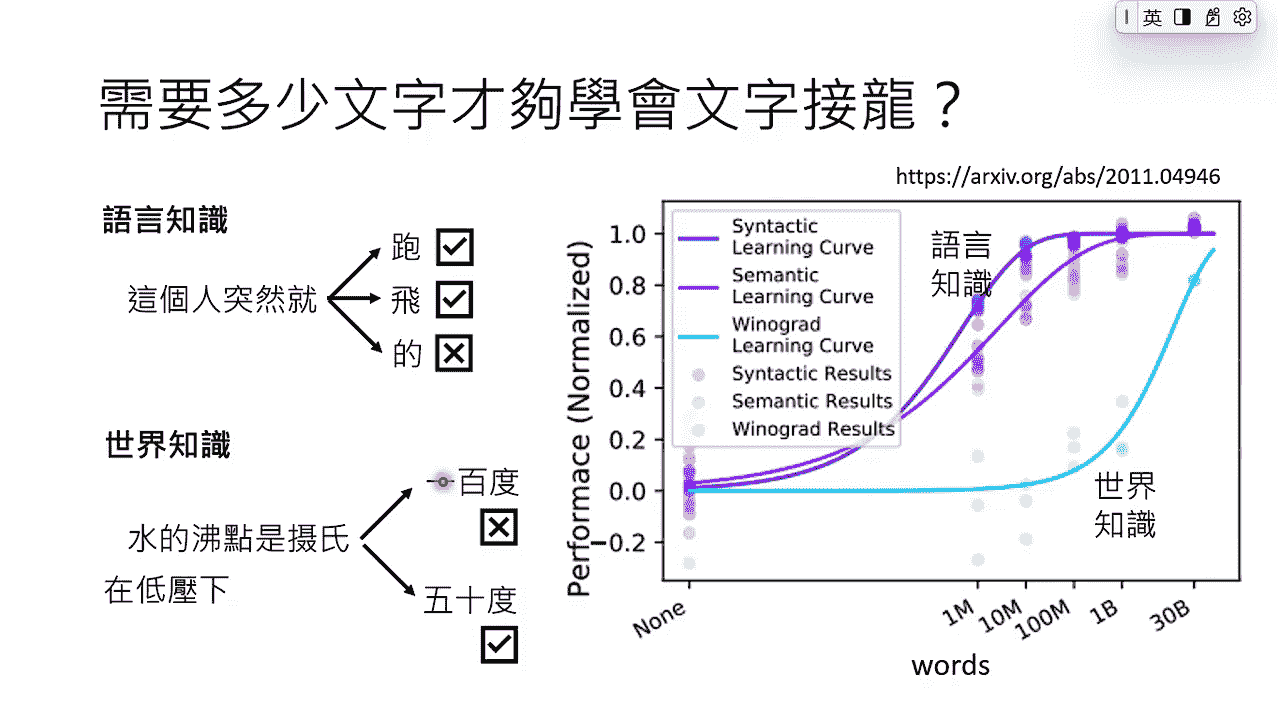 英
需要多少文字才夠學會文字接龍？
https://arxiv.org/abs/2011.04946
語言知識
這個人突然就
跑
飛
的
世界知識
水的沸點是摄氏
在低壓下
一百度
五十度
Performace (Normalized)
1.0
0.8
0.6
0.4
0.2
0.0
−0.2
Syntactic
Learning Curve
Semantic
Learning Curve
Winograd
Learning Curve
Syntactic Results
Semantic Results
Winograd Results
語言
知識
世界
知識
None
1M
10M
100M
1B
30B
words